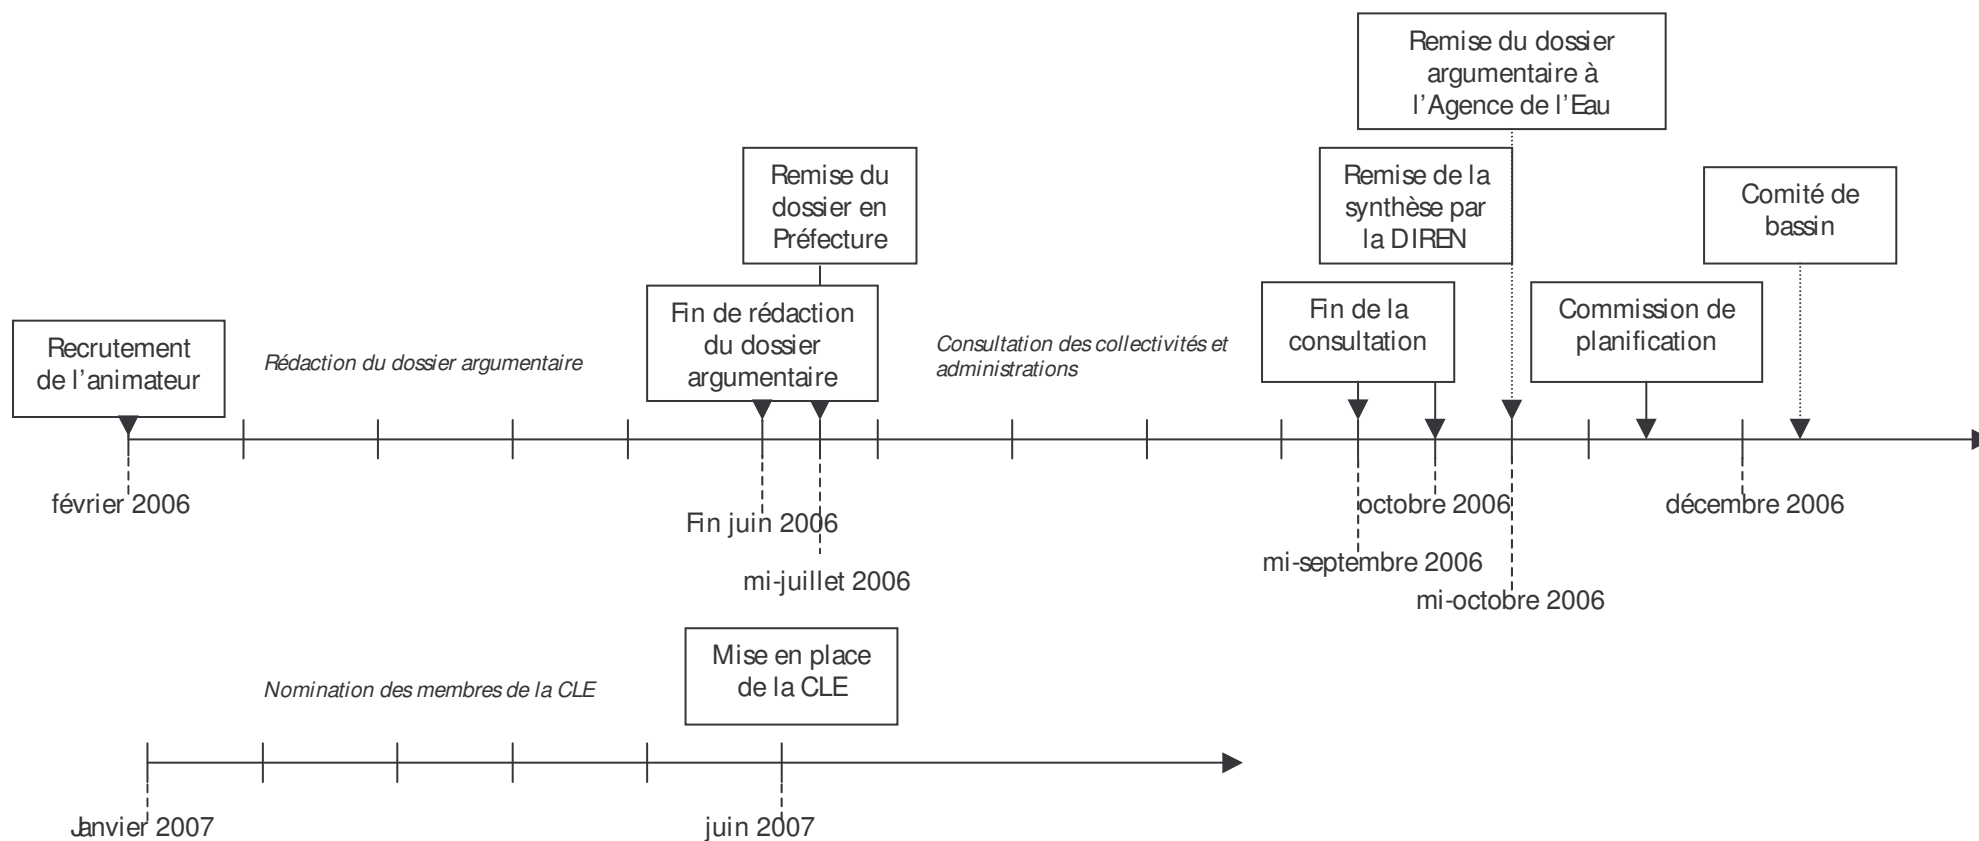 Remise du dossier
argumentaire à
l'Agence de l'Eau
Remise du
dossier en
Préfecture
Remise de la
synthèse par
la DIREN
Comité de
bassin
Fin de rédaction
du dossier
argumentaire
Fin de la
consultation
Commission de
planification
Recrutement
de l'animateur
Rédaction du dossier argumentaire
Consultation des collectivités et
administrations
février 2006
Fin juin 2006
mi-juillet 2006
octobre 2006
mi-septembre 2006
mi-octobre 2006
décembre 2006
Mise en place
de la CLE
Nomination des membres de la CLE
Janvier 2007
juin 2007